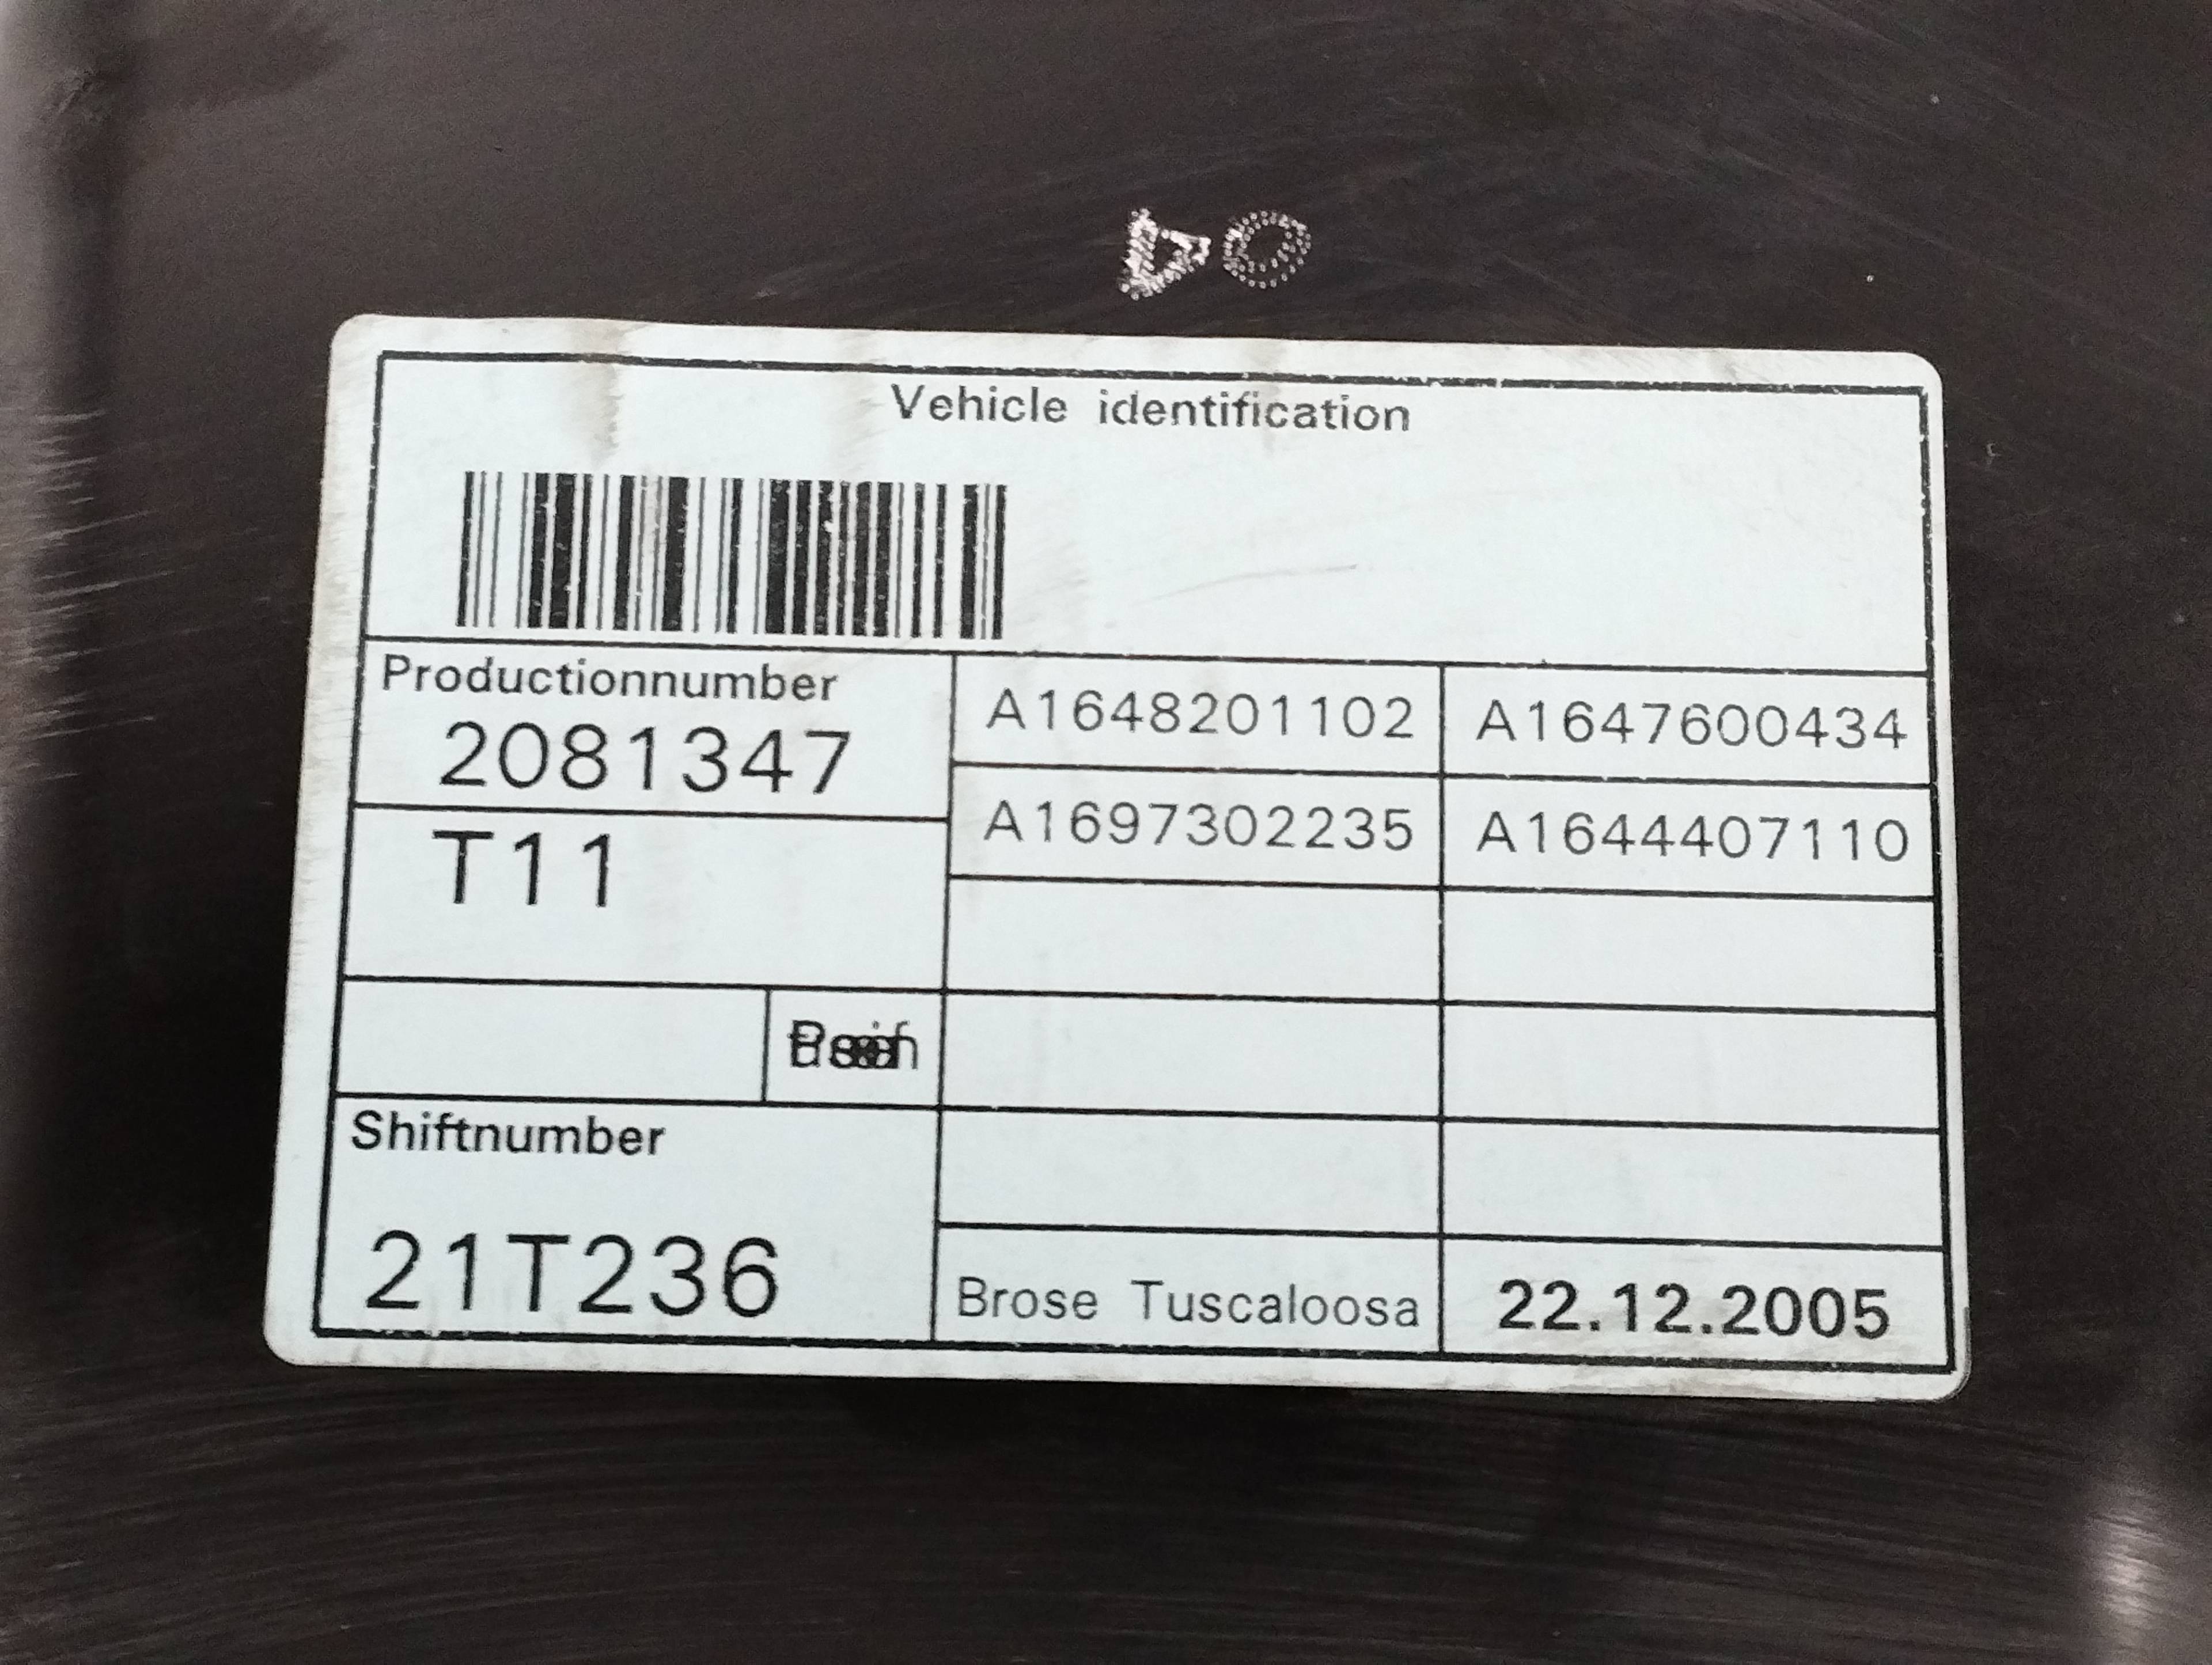 Vehicle identification
Productionnumber
2081347
T11
Shiftnumber
21T236
A1648201102 A1647600434
A1697302235 A1644407110
Brose Tuscaloosa 22.12.2005